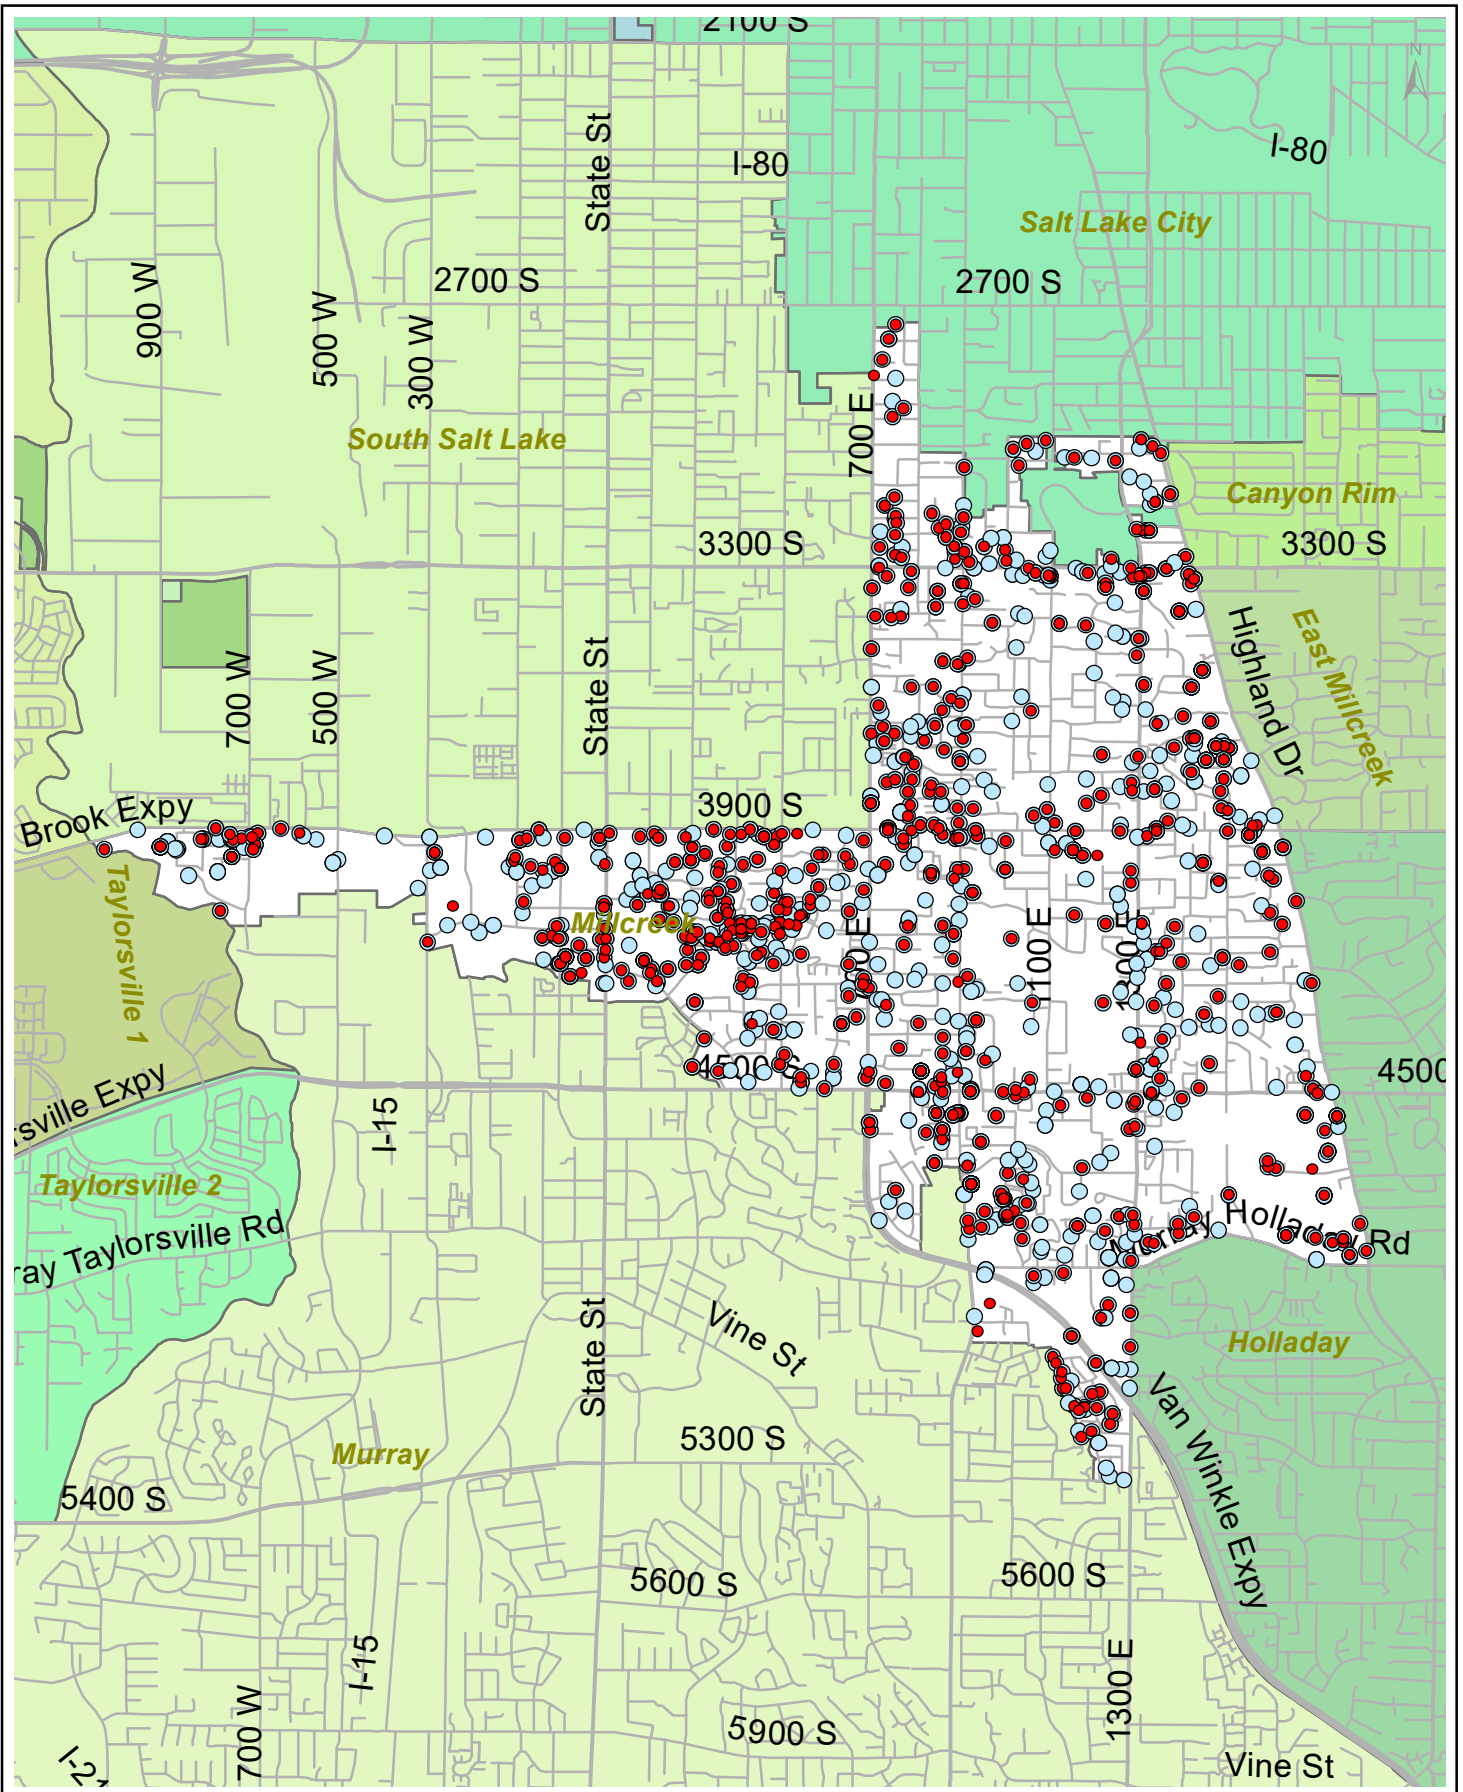 2100 S
N
I-80
I-80
State St
Salt Lake City
2700 S
2700 S
900 W
500 W
300 W
700 E
South Salt Lake
Canyon Rim
3300 S
3300 S
Highland Dr
East Millcreek
700 W
500 W
State St
3900 S
Brook Expy
Taylorsville 1
Millcreek
1100 E
4500 S
4500
rsville Expy
I-15
Taylorsville 2
ray Taylorsville Rd
Murray Holladay Rd
State St
Vine St
Holladay
Van Winkle Expy
Murray
5300 S
5400 S
5600 S
5600 S
I-15
1300 E
700 W
5900 S
Vine St